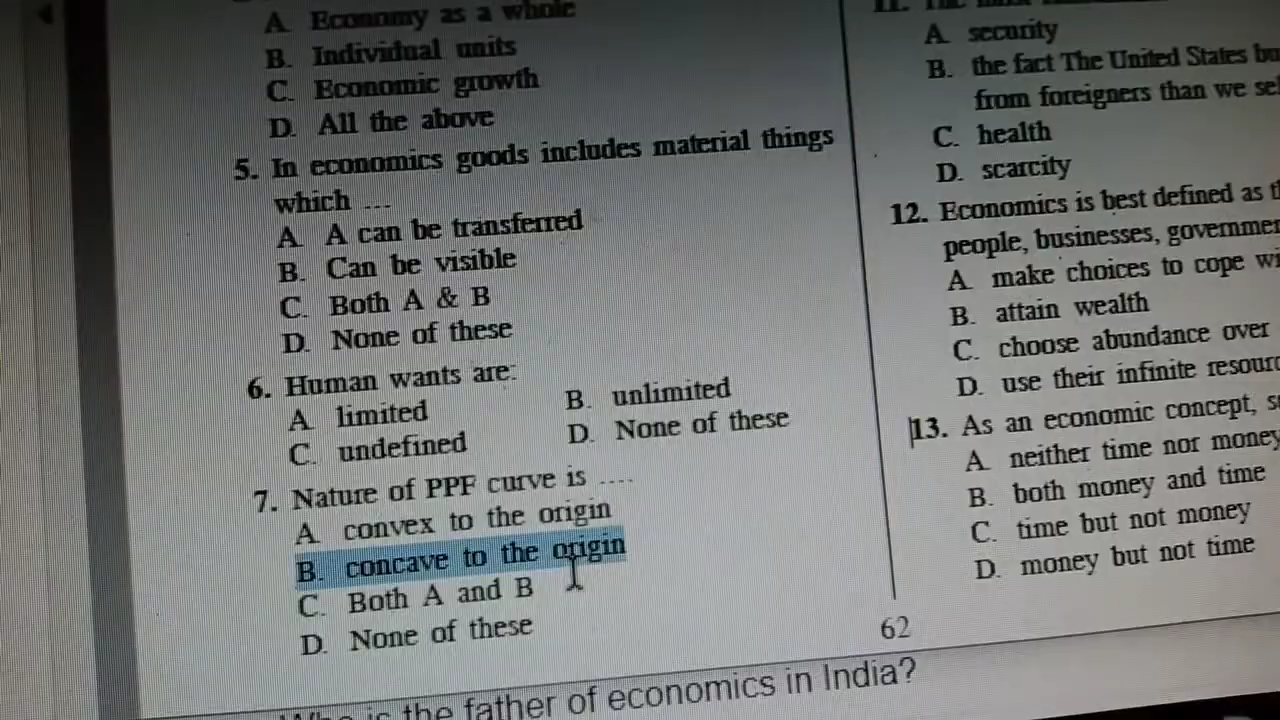 A. Economy as a whole
B. Individual units
C. Economic growth
D. All the above
5. In economics goods includes material things
which ....
A. A can be transferred
B. Can be visible
C. Both A & B
D. None of these
6. Human wants are:
A. limited
B. unlimited
C. undefined
D. None of these
7. Nature of PPF curve is ....
A. convex to the origin
B. concave to the origin
C. Both A and B
D. None of these
A. security
B. the fact The United States
from foreigners than we
C. health
D. scarcity
12. Economics is best defined as
people, businesses,
A. make choices to cope
B. attain wealth
C. choose abundance over
D. use their infinite
13. As an economic concept,
A. neither time nor money
B. both money and time
C. time but not money
D. money but not time
62
is the father of economics in India?